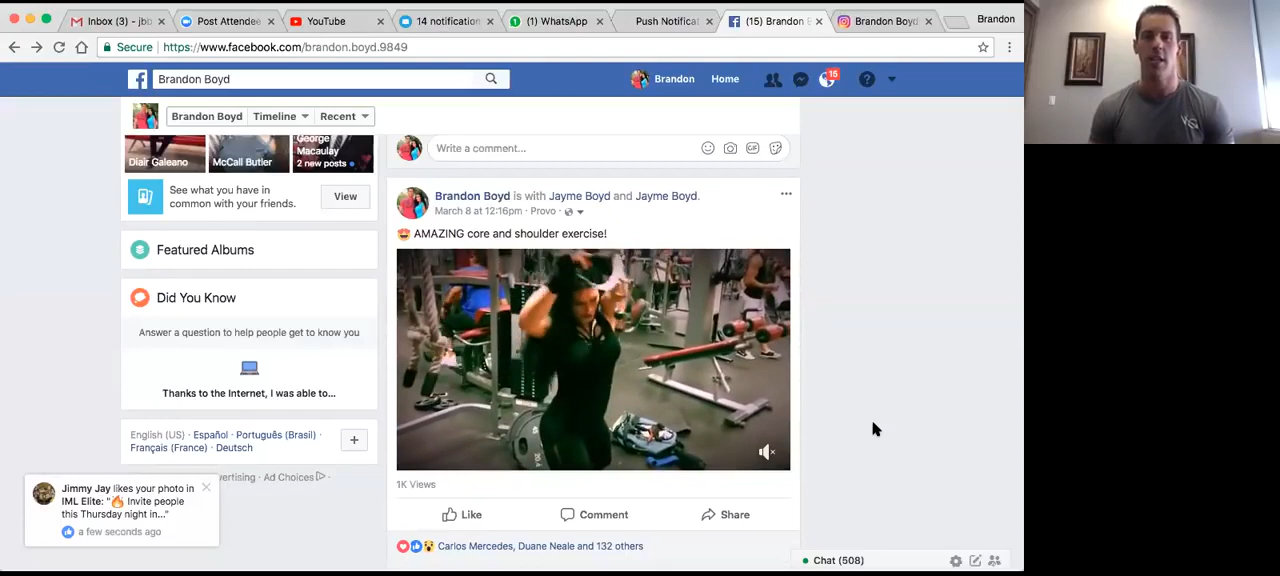 Inbox (3) - jbb
Post Attendee
YouTube
14 notification
(1) WhatsApp
Push Notificat
(15) Brandon B
Brandon Boyd
Brandon
Secure
https://www.facebook.com/brandon.boyd.9849
Brandon Boyd
Brandon
Home
15
Brandon Boyd
Timeline
Recent
Diair Galeano
McCall Butler
George
Macaulay
2 new posts
See what you have in
common with your friends.
View
Featured Albums
Did You Know
Answer a question to help people get to know you
Thanks to the Internet, I was able to...
English (US) · Español · Português (Brasil) ·
Français (France) · Deutsch
+
vertising · Ad Choices ·
Jimmy Jay likes your photo in
IML Elite: "🔥 Invite people
this Thursday night in..."
a few seconds ago
Write a comment...
GIF
Brandon Boyd is with Jayme Boyd and Jayme Boyd.
March 8 at 12:16pm · Provo ·
😍 AMAZING core and shoulder exercise!
20.4
1K Views
Like
Comment
Share
Carlos Mercedes, Duane Neale and 132 others
Chat (508)